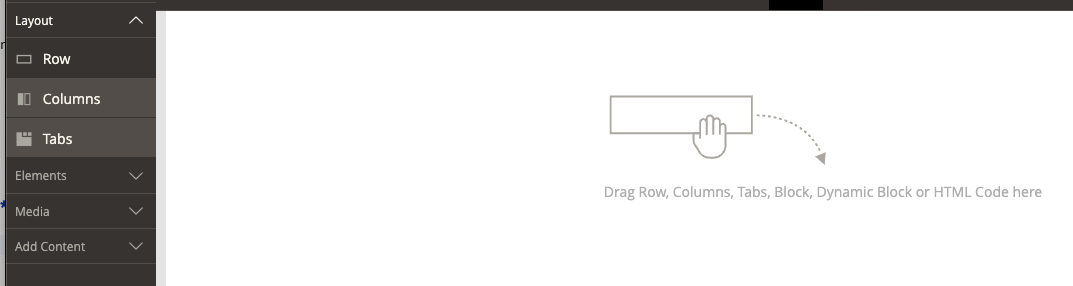 Layout
Row
Columns
Tabs
Elements
Media
Add Content
Drag Row, Columns, Tabs, Block, Dynamic Block or HTML Code here